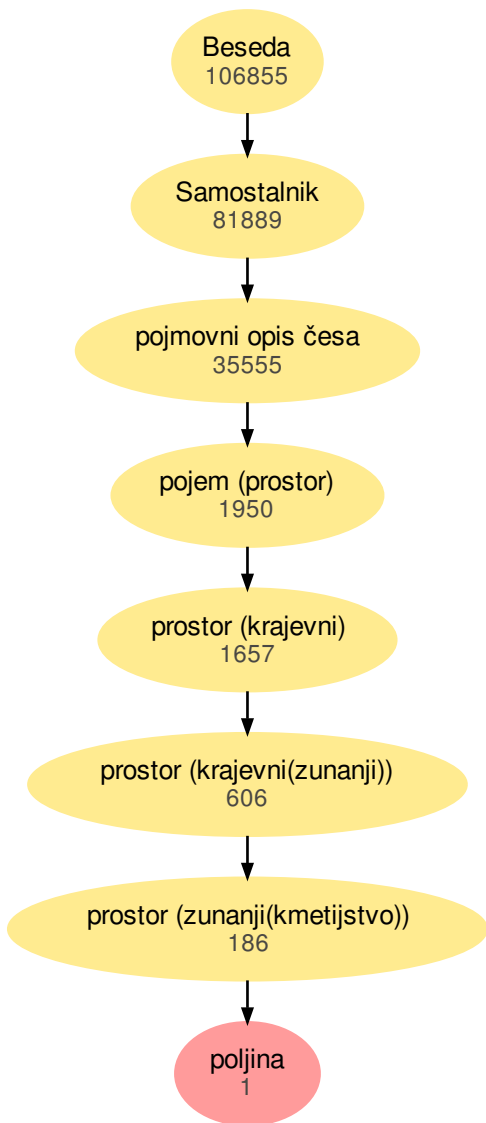 Beseda
106855
Samostalnik
81889
pojmovni opis česa
35555
pojem (prostor)
1950
prostor (krajevni)
1657
prostor (krajevni(zunanji))
606
prostor (zunanji(kmetijstvo))
186
poljina
1